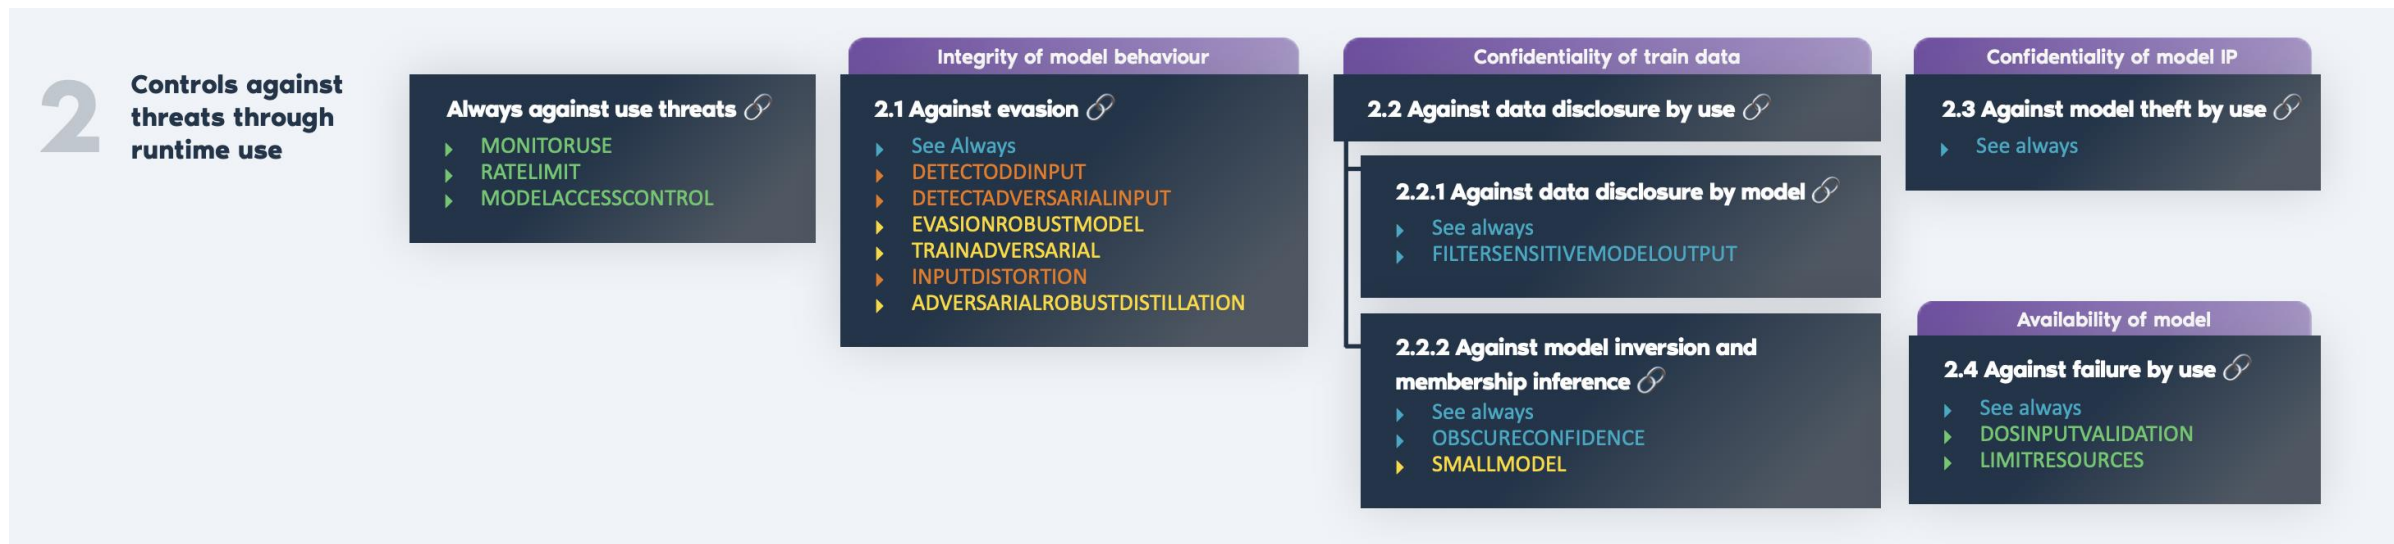 2
Controls against
threats through
runtime use
Always against use threats
MONITORUSE
RATELIMIT
MODELACCESSCONTROL
Integrity of model behaviour
2.1 Against evasion
See Always
DETECTODDINPUT
DETECTADVERSARIALINPUT
EVASIONROBUSTMODEL
TRAINADVERSARIAL
INPUTDISTORTION
ADVERSARIALROBUSTDISTILLATION
Confidentiality of train data
2.2 Against data disclosure by use
2.2.1 Against data disclosure by model
See always
FILTERSENSITIVEMODELOUTPUT
2.2.2 Against model inversion and
membership inference
See always
OBSCURECONFIDENCE
SMALLMODEL
Confidentiality of model IP
2.3 Against model theft by use
See always
Availability of model
2.4 Against failure by use
See always
DOSINPUTVALIDATION
LIMITRESOURCES